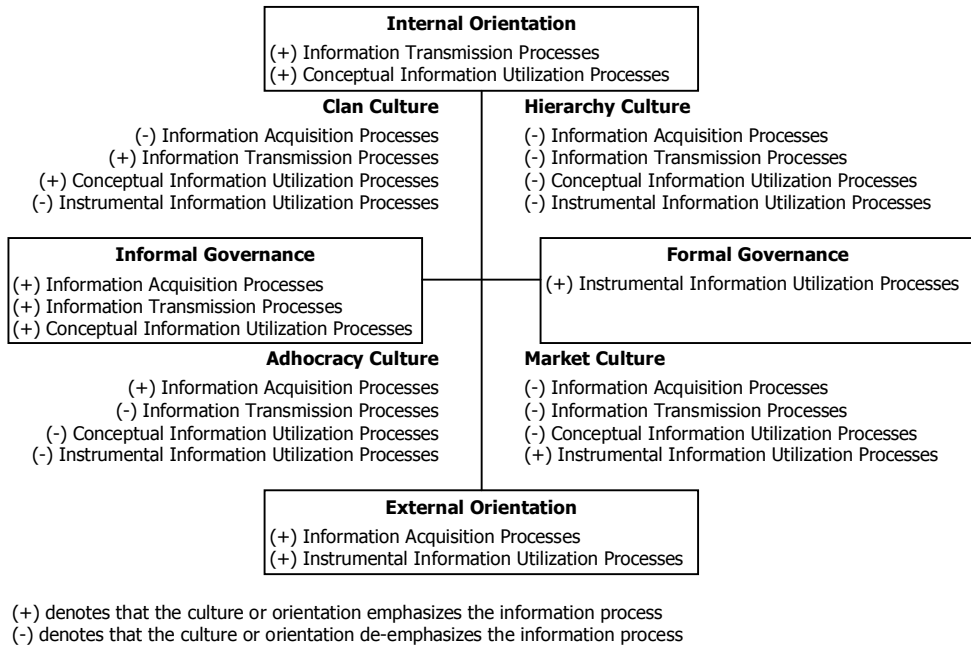 Internal Orientation
(+) Information Transmission Processes
(+) Conceptual Information Utilization Processes
Clan Culture
(-) Information Acquisition Processes
(+) Information Transmission Processes
(+) Conceptual Information Utilization Processes
(-) Instrumental Information Utilization Processes
Hierarchy Culture
(-) Information Acquisition Processes
(-) Information Transmission Processes
(-) Conceptual Information Utilization Processes
(-) Instrumental Information Utilization Processes
Informal Governance
(+) Information Acquisition Processes
(+) Information Transmission Processes
(+) Conceptual Information Utilization Processes
Formal Governance
(+) Instrumental Information Utilization Processes
Adhocracy Culture
(+) Information Acquisition Processes
(-) Information Transmission Processes
(-) Conceptual Information Utilization Processes
(-) Instrumental Information Utilization Processes
Market Culture
(-) Information Acquisition Processes
(-) Information Transmission Processes
(-) Conceptual Information Utilization Processes
(+) Instrumental Information Utilization Processes
External Orientation
(+) Information Acquisition Processes
(+) Instrumental Information Utilization Processes
(+) denotes that the culture or orientation emphasizes the information process
(-) denotes that the culture or orientation de-emphasizes the information process